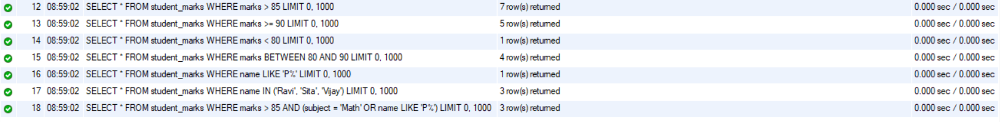 12 08:59:02 SELECT * FROM student_marks WHERE marks > 85 LIMIT 0, 1000 7 row(s) returned 0.000 sec / 0.000 sec
13 08:59:02 SELECT * FROM student_marks WHERE marks >= 90 LIMIT 0, 1000 5 row(s) returned 0.000 sec / 0.000 sec
14 08:59:02 SELECT * FROM student_marks WHERE marks < 80 LIMIT 0, 1000 1 row(s) returned 0.000 sec / 0.000 sec
15 08:59:02 SELECT * FROM student_marks WHERE marks BETWEEN 80 AND 90 LIMIT 0, 1000 4 row(s) returned 0.000 sec / 0.000 sec
16 08:59:02 SELECT * FROM student_marks WHERE name LIKE 'P%' LIMIT 0, 1000 1 row(s) returned 0.000 sec / 0.000 sec
17 08:59:02 SELECT * FROM student_marks WHERE name IN ('Ravi', 'Sita', 'Vijay') LIMIT 0, 1000 3 row(s) returned 0.000 sec / 0.000 sec
18 08:59:02 SELECT * FROM student_marks WHERE marks > 85 AND (subject = 'Math' OR name LIKE 'P%') LIMIT 0, 1000 3 row(s) returned 0.000 sec / 0.000 sec